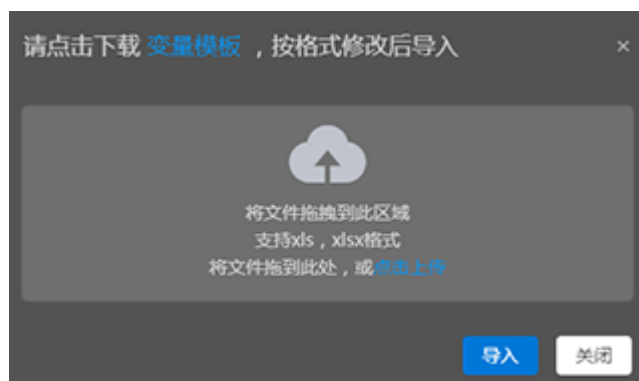 请点击下载 变量模板 ，按格式修改后导入 ×
将文件拖拽到此区域
支持xls，xlsx格式
将文件拖到此处，或点击上传
导入 关闭